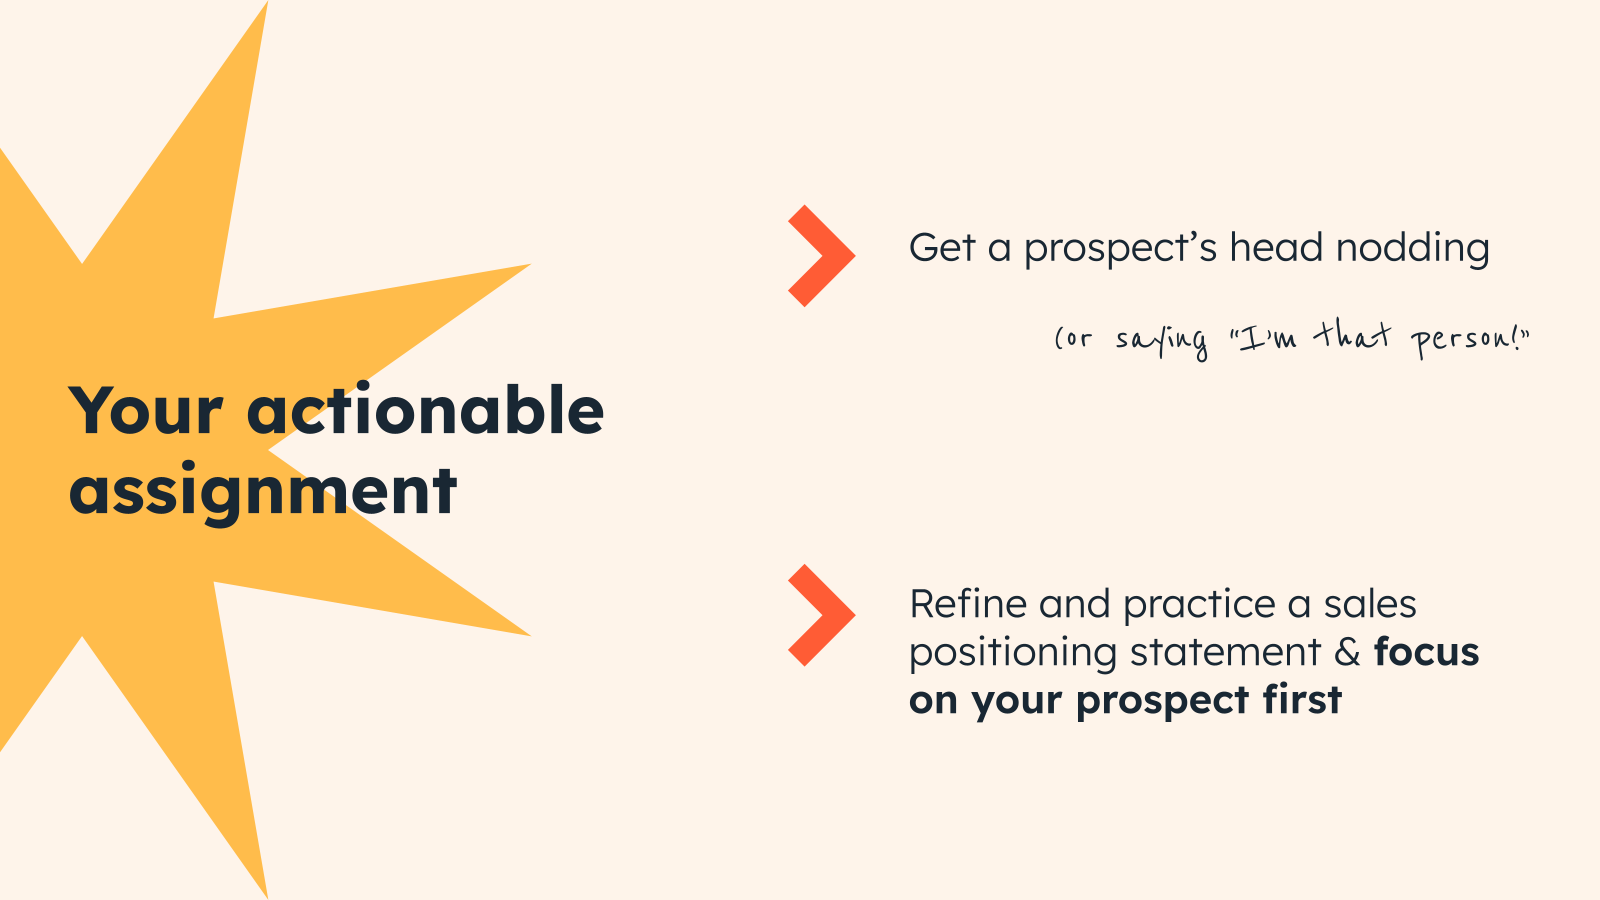 Your actionable
assignment
Get a prospect’s head nodding
(or saying “I'm that person!”
Refine and practice a sales
positioning statement & focus
on your prospect first